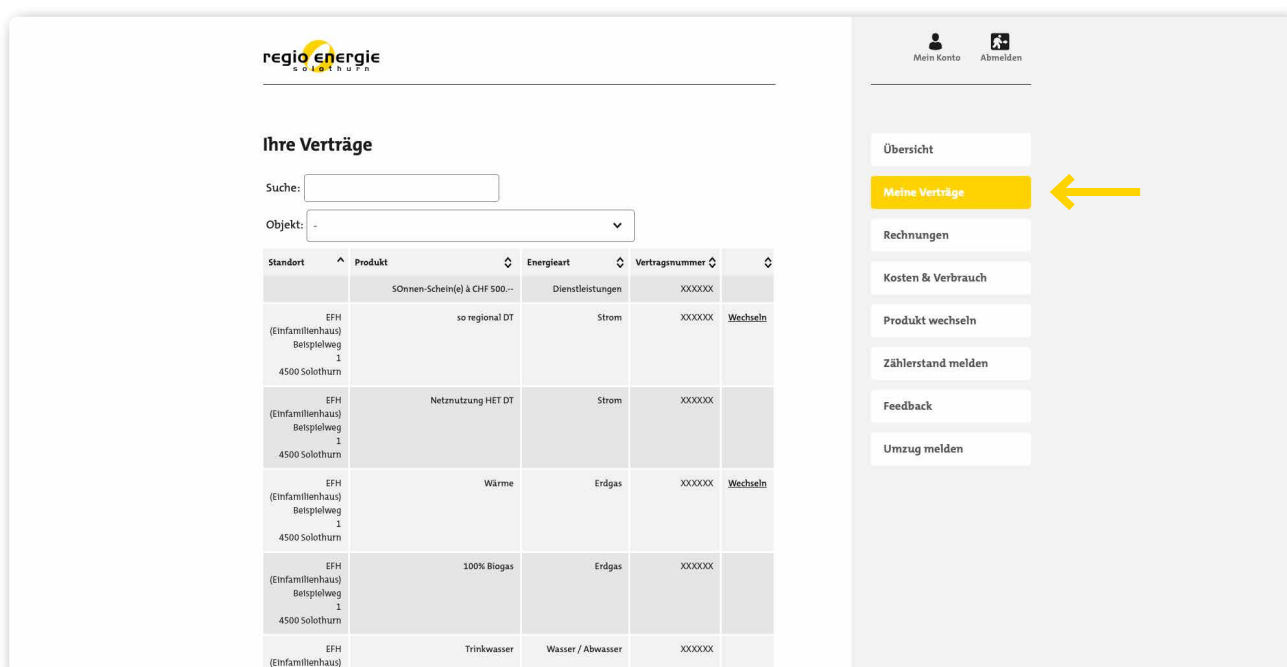 regio energie
solothurn
Mein Konto
Abmelden
Ihre Verträge
Suche:
Objekt: -
Standort Produkt Energieart Vertragsnummer
SOnnen-Schein(e) à CHF 500.-- Dienstleistungen XXXXXX
EFH so regional DT Strom XXXXXX Wechseln
(Einfamilienhaus)
Beispielweg
1
4500 Solothurn
EFH Netznutzung HET DT Strom XXXXXX
(Einfamilienhaus)
Beispielweg
1
4500 Solothurn
EFH Wärme Erdgas XXXXXX Wechseln
(Einfamilienhaus)
Beispielweg
1
4500 Solothurn
EFH 100% Biogas Erdgas XXXXXX
(Einfamilienhaus)
Beispielweg
1
4500 Solothurn
EFH Trinkwasser Wasser / Abwasser XXXXXX
(Einfamilienhaus)
Übersicht
Meine Verträge
Rechnungen
Kosten & Verbrauch
Produkt wechseln
Zählerstand melden
Feedback
Umzug melden